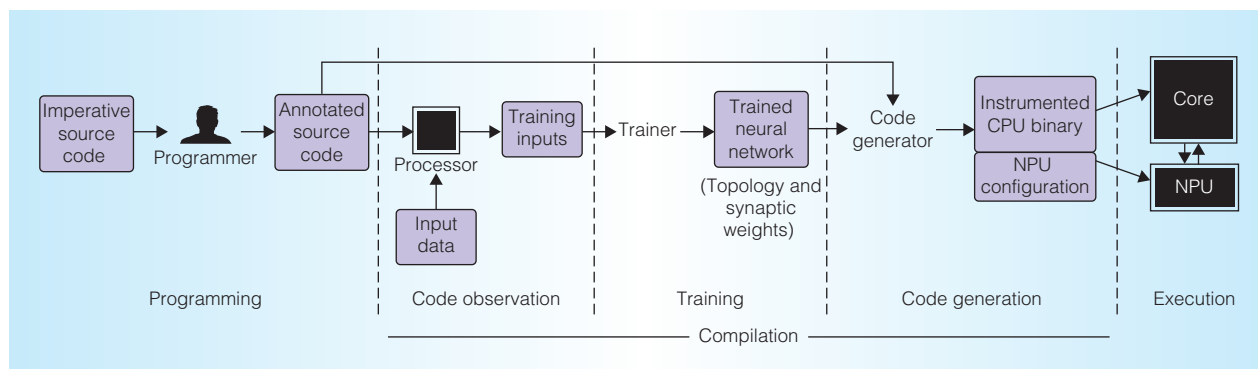 Imperative
source
code
Programmer
Annotated
source
code
Processor
Input
data
Training
inputs
Trainer
Trained
neural
network
(Topology and
synaptic
weights)
Code
generator
Instrumented
CPU binary
NPU
configuration
Core
NPU
Programming
Code observation
Training
Code generation
Execution
Compilation